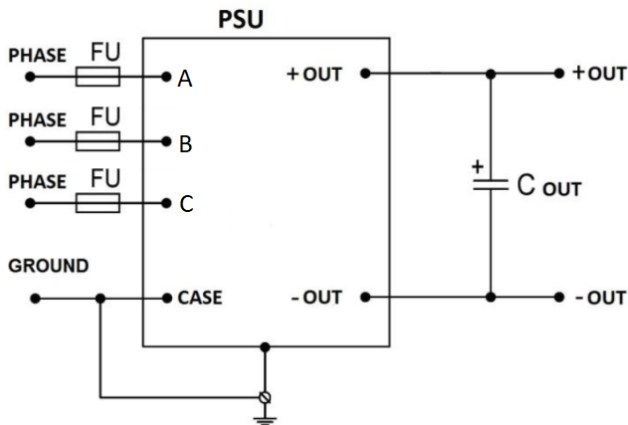 PSU
PHASE FU A
+OUT +OUT
PHASE FU B
PHASE FU C
+
C OUT
GROUND
CASE
-OUT -OUT